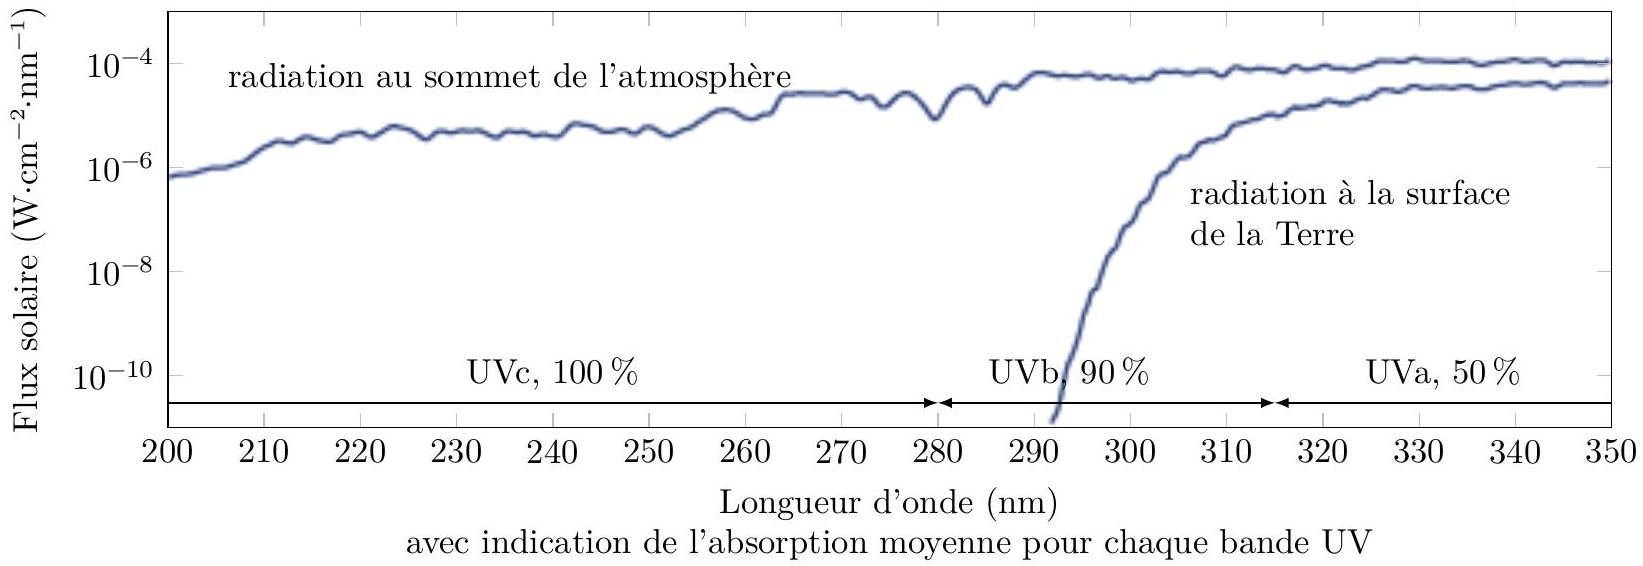 Flux solaire (W·cm⁻²·nm⁻¹)
10⁻⁴
10⁻⁶
10⁻⁸
10⁻¹⁰
radiation au sommet de l'atmosphère
radiation à la surface
de la Terre
UVc, 100 %
UVb, 90 %
UVa, 50 %
200 210 220 230 240 250 260 270 280 290 300 310 320 330 340 350
Longueur d'onde (nm)
avec indication de l'absorption moyenne pour chaque bande UV